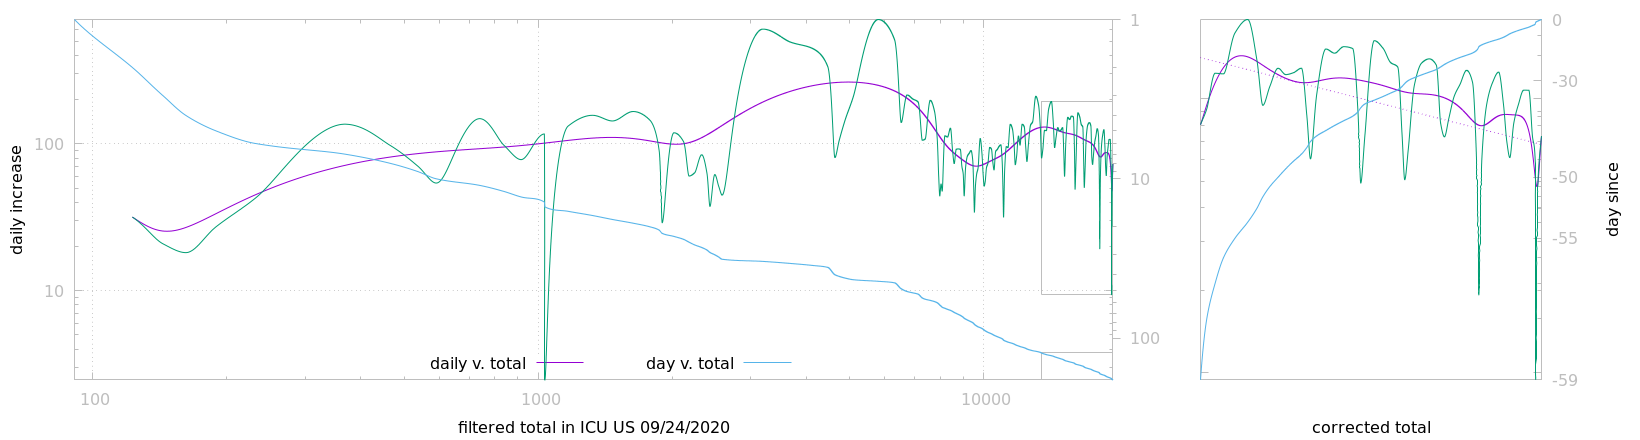 daily increase
100
10
daily v. total
day v. total
100
1000
10000
filtered total in ICU US 09/24/2020
1
10
100
0
-30
-50
-55
-59
day since
corrected total